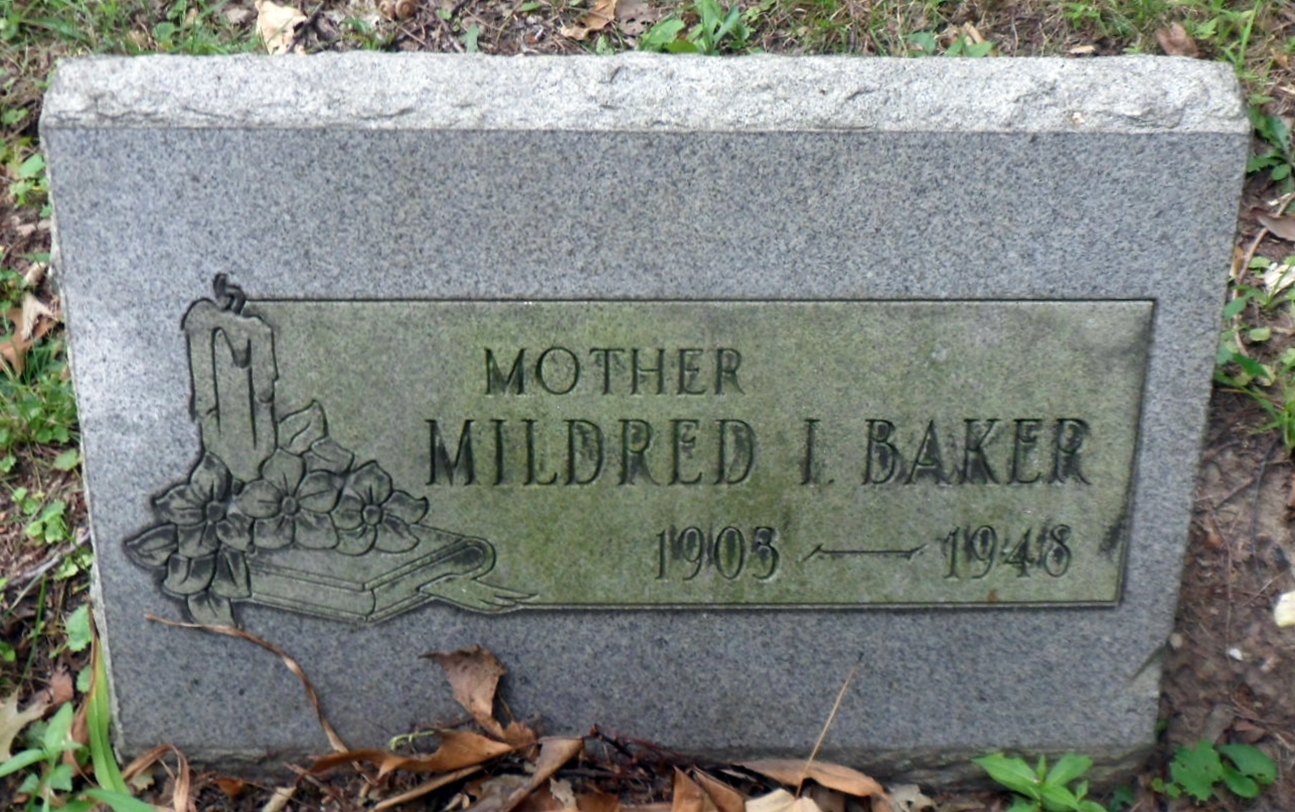 MOTHER
MILDRED I. BAKER
1903 — 1948